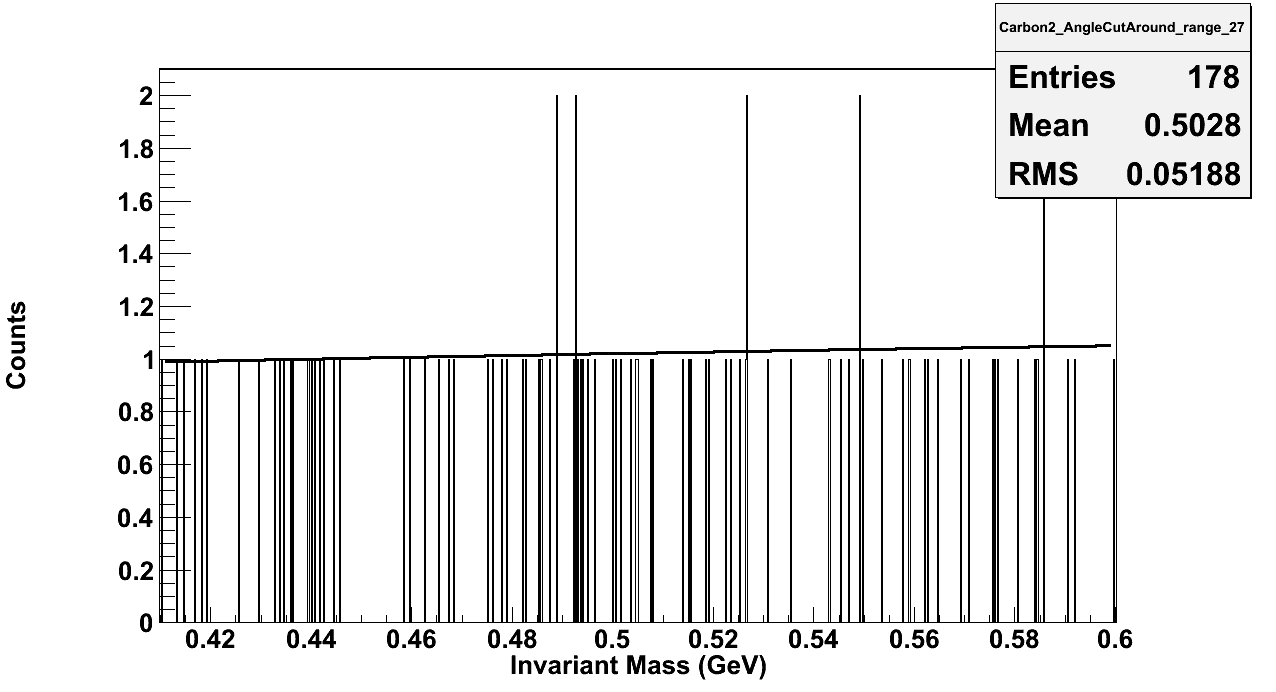 Carbon2_AngleCutAround_range_27
Entries 178
Mean 0.5028
RMS 0.05188
2
1.8
1.6
1.4
1.2
1
0.8
0.6
0.4
0.2
0
Counts
0.42 0.44 0.46 0.48 0.5 0.52 0.54 0.56 0.58 0.6
Invariant Mass (GeV)